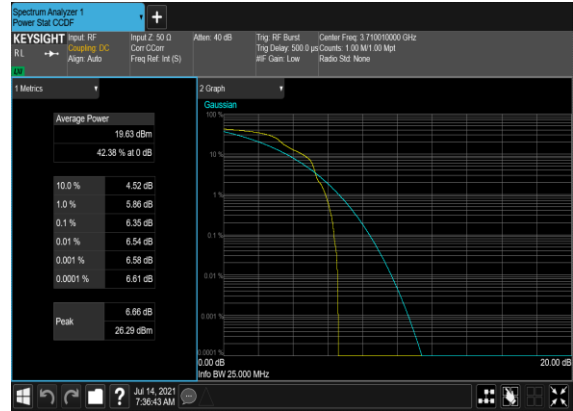 Spectrum Analyzer 1
Power Stat CCDF
KEYSIGHT
RL
Input: RF
Coupling: DC
Align: Auto
Input Z: 50 Ω
Corr CCorr
Freq Ref: Int (S)
Atten: 40 dB
Trig: RF Burst
Trig Delay: 500.0 µs
#IF Gain: Low
Center Freq: 3.710010000 GHz
Counts: 1.00 M/1.00 Mpt
Radio Std: None
1 Metrics
Average Power
19.63 dBm
42.38 % at 0 dB
10.0 % 4.52 dB
1.0 % 5.86 dB
0.1 % 6.35 dB
0.01 % 6.54 dB
0.001 % 6.58 dB
0.0001 % 6.61 dB
Peak
6.66 dB
26.29 dBm
2 Graph
Gaussian
100 %
10 %
1 %
0.1 %
0.01 %
0.001 %
0.0001 %
0.00 dB
20.00 dB
Info BW 25.000 MHz
?
Jul 14, 2021
7:36:43 AM